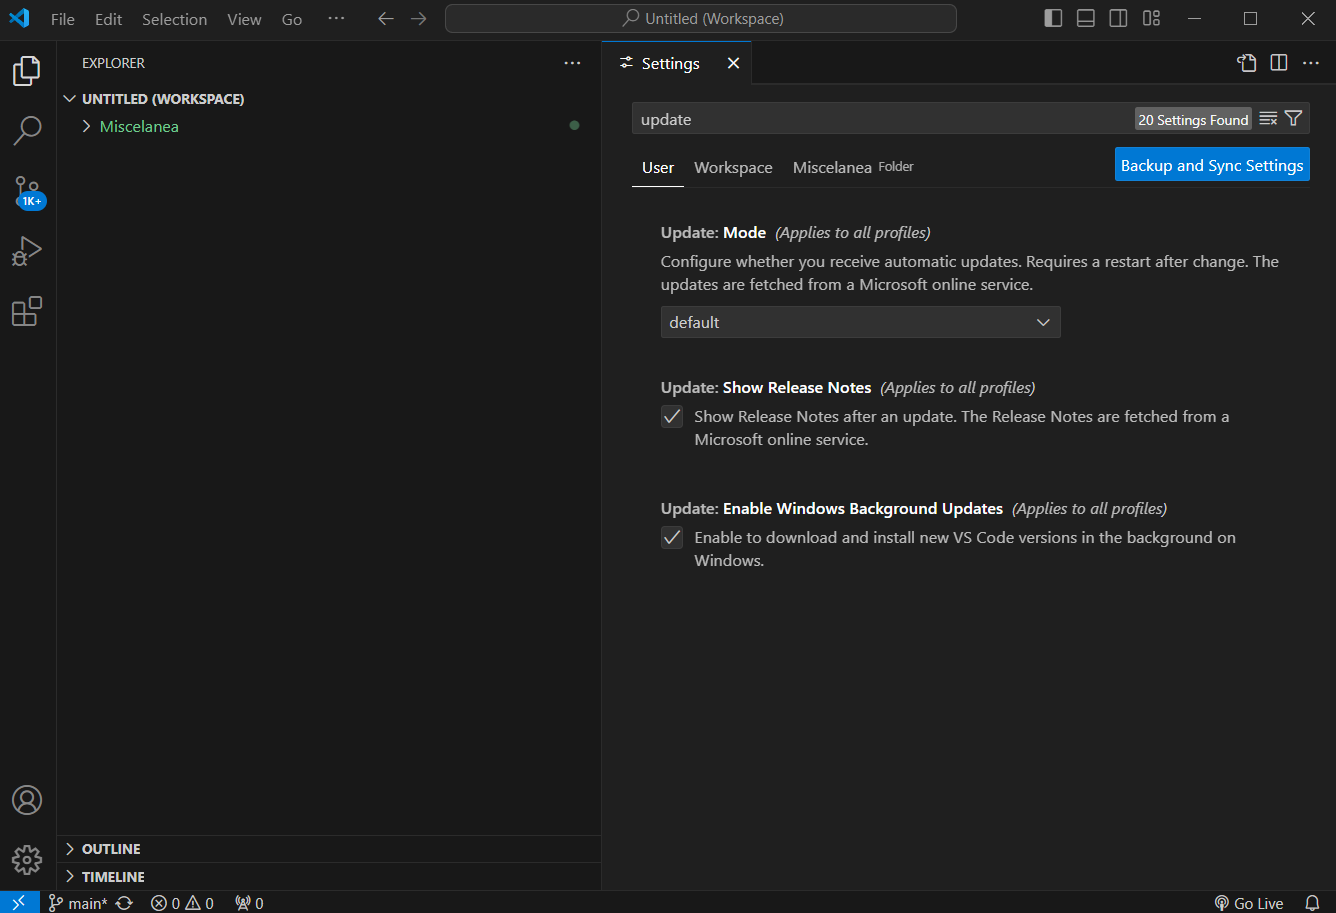 File Edit Selection View Go ··· Untitled (Workspace)
EXPLORER ···
UNTITLED (WORKSPACE)
Miscelanea
1K+
OUTLINE
TIMELINE
Settings
update 20 Settings Found
User Workspace Miscelanea Folder Backup and Sync Settings
Update: Mode (Applies to all profiles)
Configure whether you receive automatic updates. Requires a restart after change. The
updates are fetched from a Microsoft online service.
default
Update: Show Release Notes (Applies to all profiles)
Show Release Notes after an update. The Release Notes are fetched from a
Microsoft online service.
Update: Enable Windows Background Updates (Applies to all profiles)
Enable to download and install new VS Code versions in the background on
Windows.
main* 0 0 0 Go Live